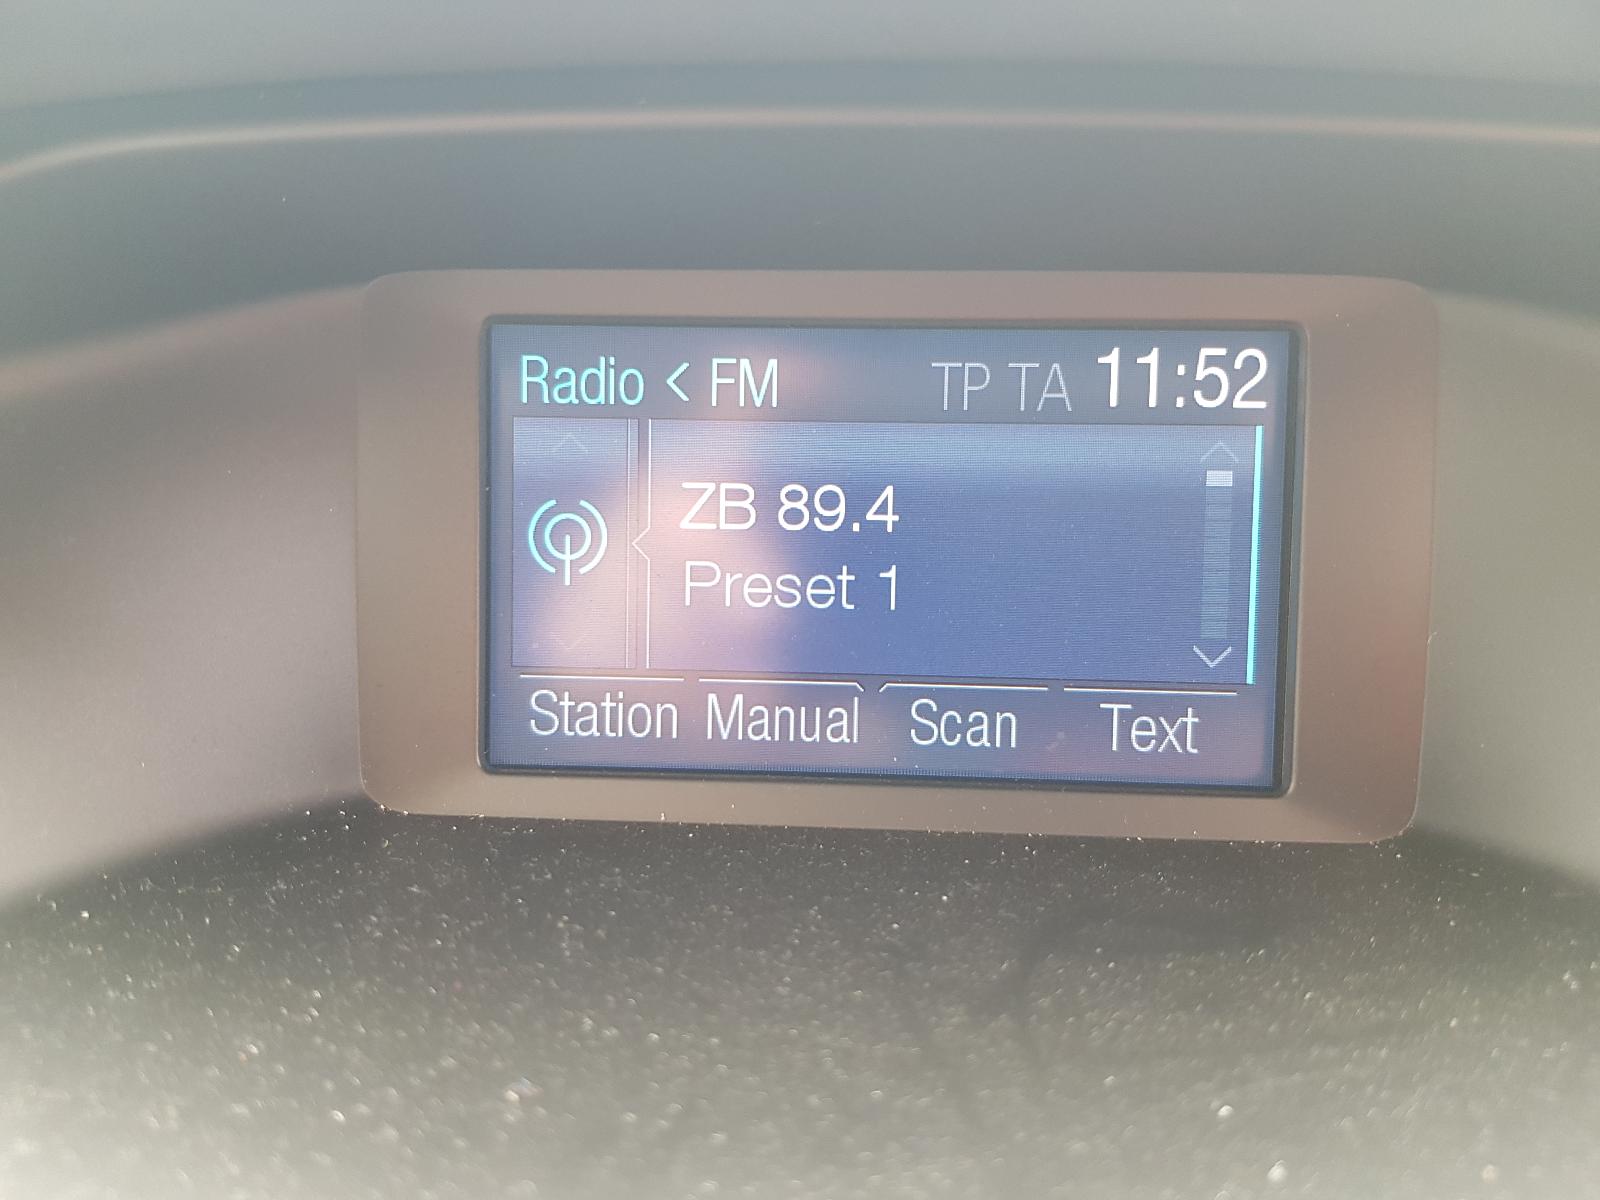 Radio < FM TP TA 11:52
ZB 89.4
Preset 1
Station Manual Scan Text